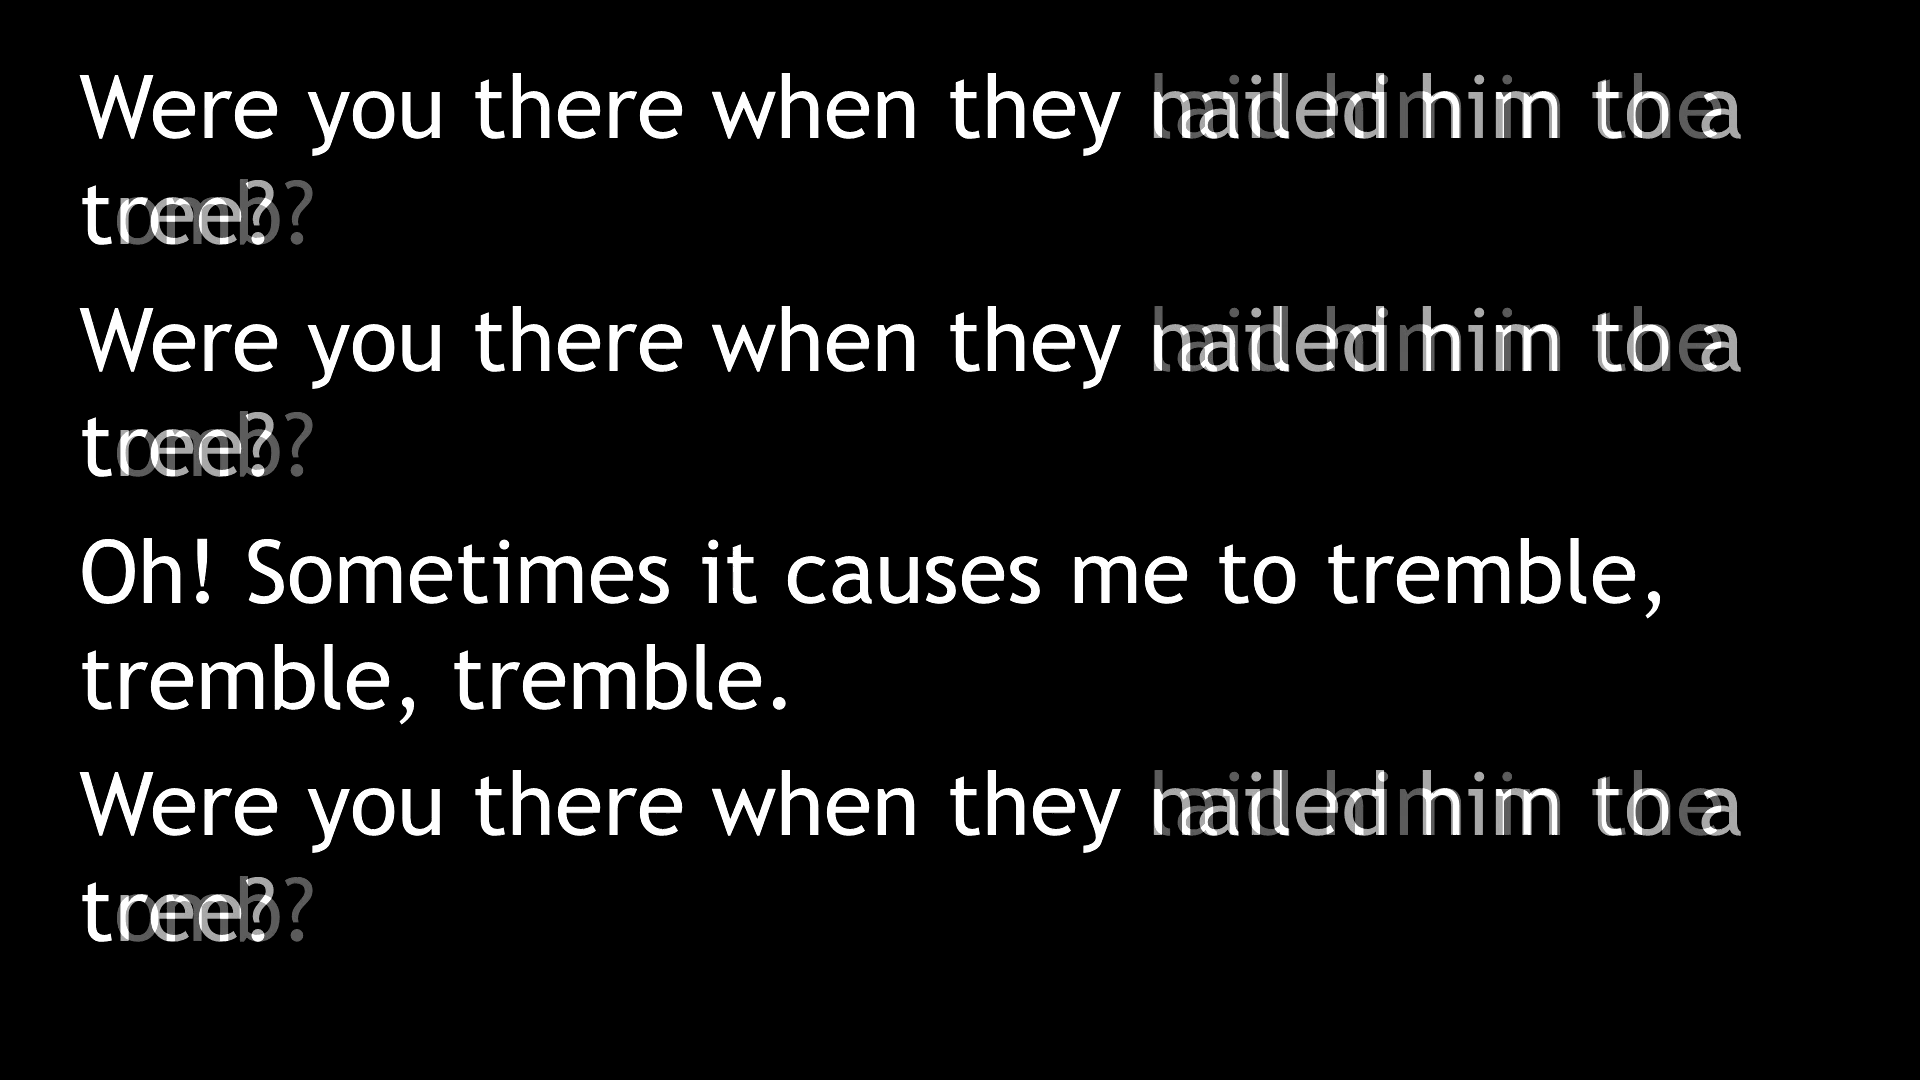 Were you there when they nailed him to a
tree?
Were you there when they nailed him to a
tree?
Oh! Sometimes it causes me to tremble,
tremble, tremble.
Were you there when they nailed him to a
tree?